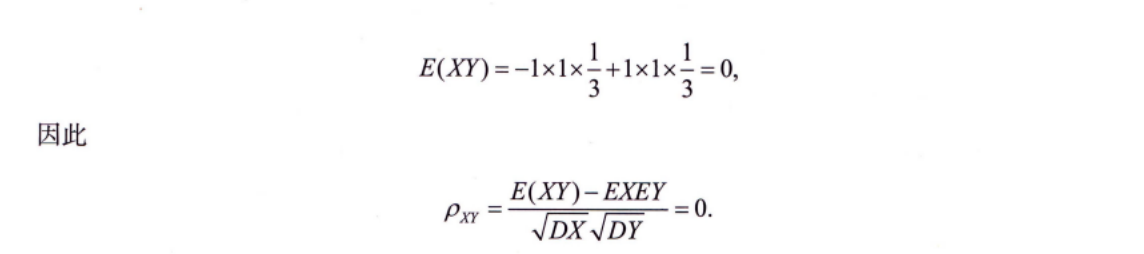 E(XY) = −1×1×1/3 + 1×1×1/3 = 0,
因此
ρ_XY = (E(XY) − EXEY) / (√DX √DY) = 0.